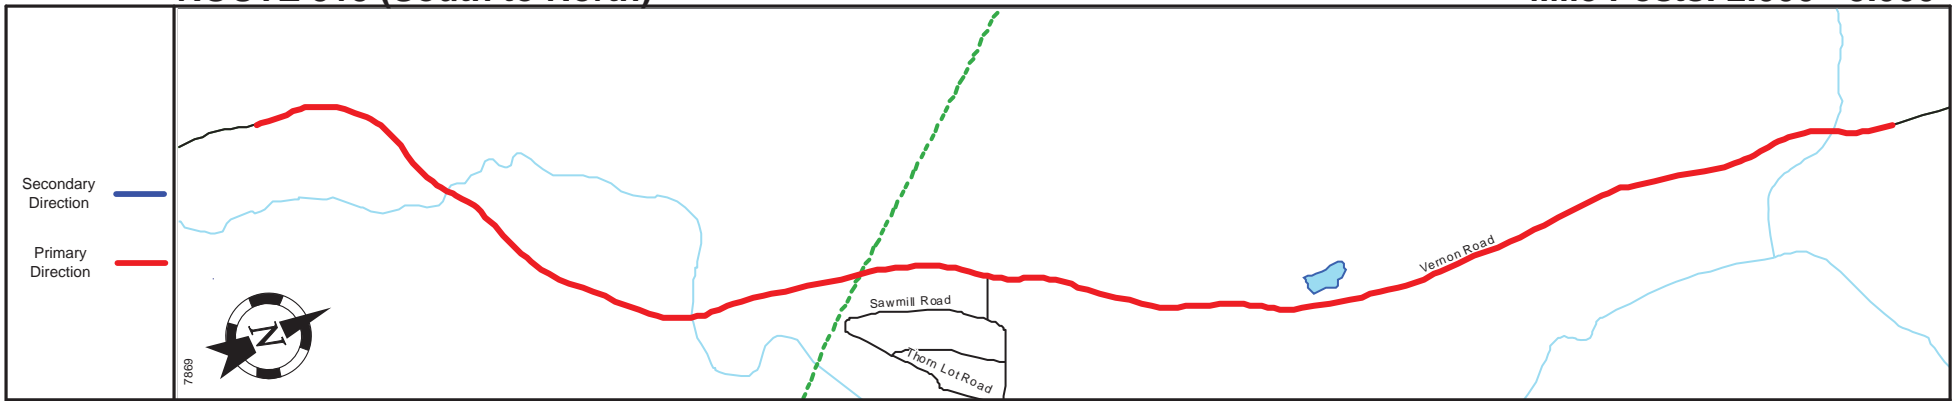 Secondary
Direction
Primary
Direction
N
7869
Sawmill Road
Thorn Lot Road
Vernon Road